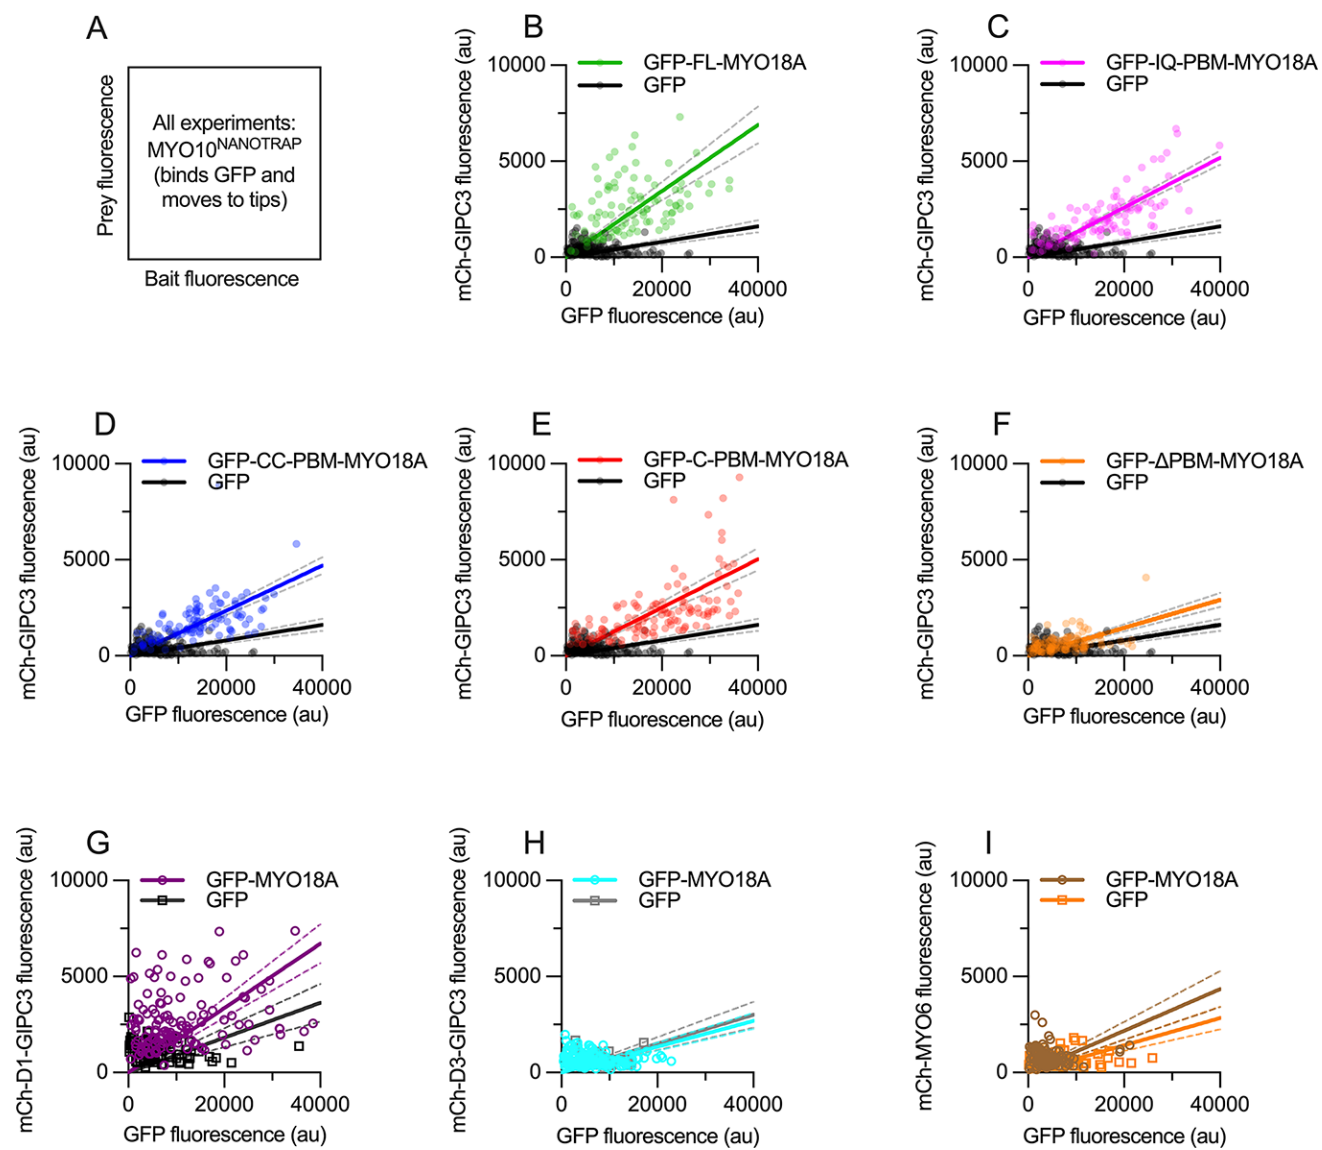 A
Prey fluorescence
All experiments:
MYO10NANOTRAP
(binds GFP and
moves to tips)
Bait fluorescence
B
mCh-GIPC3 fluorescence (au)
GFP-FL-MYO18A
GFP
10000
5000
0
0 20000 40000
GFP fluorescence (au)
C
mCh-GIPC3 fluorescence (au)
GFP-IQ-PBM-MYO18A
GFP
10000
5000
0
0 20000 40000
GFP fluorescence (au)
D
mCh-GIPC3 fluorescence (au)
GFP-CC-PBM-MYO18A
GFP
10000
5000
0
0 20000 40000
GFP fluorescence (au)
E
mCh-GIPC3 fluorescence (au)
GFP-C-PBM-MYO18A
GFP
10000
5000
0
0 20000 40000
GFP fluorescence (au)
F
mCh-GIPC3 fluorescence (au)
GFP-ΔPBM-MYO18A
GFP
10000
5000
0
0 20000 40000
GFP fluorescence (au)
G
mCh-D1-GIPC3 fluorescence (au)
GFP-MYO18A
GFP
10000
5000
0
0 20000 40000
GFP fluorescence (au)
H
mCh-D3-GIPC3 fluorescence (au)
GFP-MYO18A
GFP
10000
5000
0
0 20000 40000
GFP fluorescence (au)
I
mCh-MYO6 fluorescence (au)
GFP-MYO18A
GFP
10000
5000
0
0 20000 40000
GFP fluorescence (au)